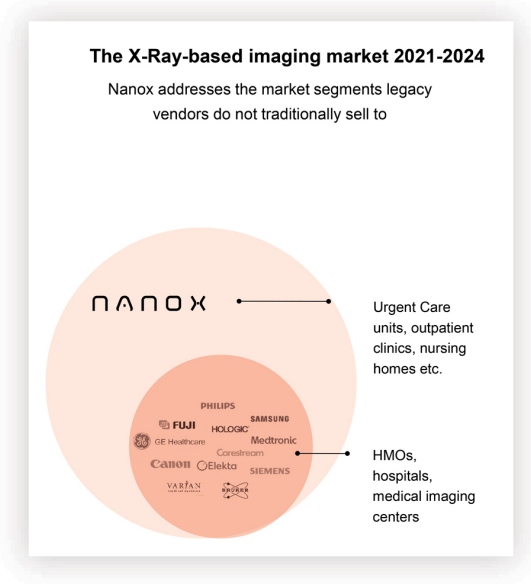 The X-Ray-based imaging market 2021-2024
Nanox addresses the market segments legacy
vendors do not traditionally sell to
NANOX
Urgent Care
units, outpatient
clinics, nursing
homes etc.
PHILIPS
SAMSUNG
FUJI
HOLOGIC
GE Healthcare
Medtronic
Carestream
Canon
Elekta
SIEMENS
VARIAN
BRUKER
HMOs,
hospitals,
medical imaging
centers